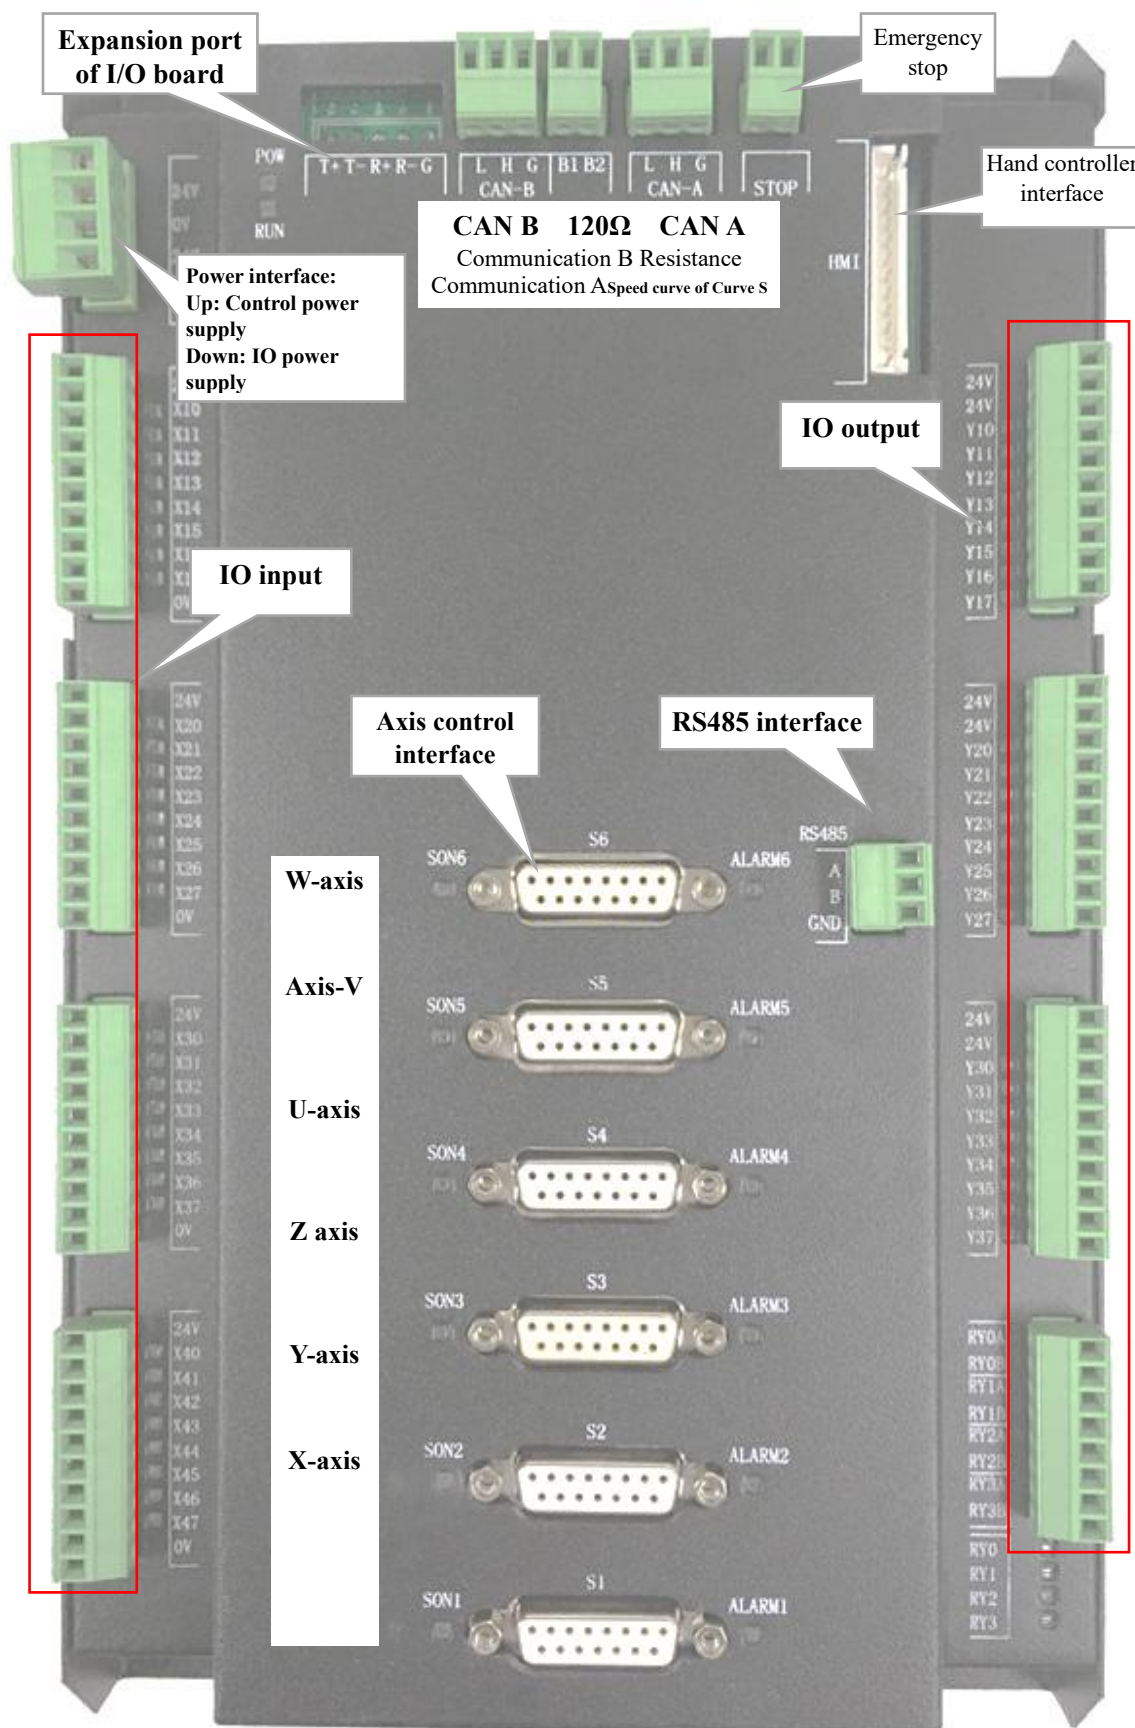 Expansion port
of I/O board
Emergency
stop
Hand controller
interface
POW
RUN
T+ T- R+ R- G
L H G
CAN-B
B1 B2
L H G
CAN-A
STOP
HMI
24V
0V
CAN B 120Ω CAN A
Communication B Resistance
Communication ASpeed curve of Curve S
Power interface:
Up: Control power
supply
Down: IO power
supply
X10
X11
X12
X13
X14
X15
IO input
24V
24V
Y10
Y11
Y12
Y13
Y14
Y15
Y16
Y17
IO output
24V
X20
X21
X22
X23
X24
X25
X26
X27
0V
Axis control
interface
RS485 interface
24V
24V
Y20
Y21
Y22
Y23
Y24
Y25
Y26
Y27
RS485
A
B
GND
W-axis
SON6
S6
ALARM6
Axis-V
SON5
S5
ALARM5
U-axis
SON4
S4
ALARM4
Z axis
SON3
S3
ALARM3
Y-axis
SON2
S2
ALARM2
X-axis
SON1
S1
ALARM1
24V
X30
X31
X32
X33
X34
X35
X36
X37
0V
24V
24V
Y30
Y31
Y32
Y33
Y34
Y35
Y36
Y37
24V
X40
X41
X42
X43
X44
X45
X46
X47
0V
RY0A
RY0B
RY1A
RY1B
RY2A
RY2B
RY3A
RY3B
RY0
RY1
RY2
RY3